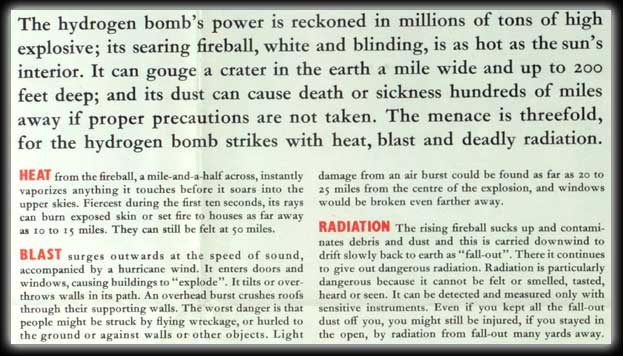 The hydrogen bomb's power is reckoned in millions of tons of high
explosive; its searing fireball, white and blinding, is as hot as the sun's
interior. It can gouge a crater in the earth a mile wide and up to 200
feet deep; and its dust can cause death or sickness hundreds of miles
away if proper precautions are not taken. The menace is threefold,
for the hydrogen bomb strikes with heat, blast and deadly radiation.
HEAT from the fireball, a mile-and-a-half across, instantly
vaporizes anything it touches before it soars into the
upper skies. Fiercest during the first ten seconds, its rays
can burn exposed skin or set fire to houses as far away
as 10 to 15 miles. They can still be felt at 50 miles.
BLAST surges outwards at the speed of sound,
accompanied by a hurricane wind. It enters doors and
windows, causing buildings to "explode". It tilts or over-
throws walls in its path. An overhead burst crushes roofs
through their supporting walls. The worst danger is that
people might be struck by flying wreckage, or hurled to
the ground or against walls or other objects. Light
damage from an air burst could be found as far as 20 to
25 miles from the centre of the explosion, and windows
would be broken even farther away.
RADIATION The rising fireball sucks up and contami-
nates debris and dust and this is carried downwind to
drift slowly back to earth as "fall-out". There it continues
to give out dangerous radiation. Radiation is particularly
dangerous because it cannot be felt or smelled, tasted,
heard or seen. It can be detected and measured only with
sensitive instruments. Even if you kept all the fall-out
dust off you, you might still be injured, if you stayed in
the open, by radiation from fall-out many yards away.